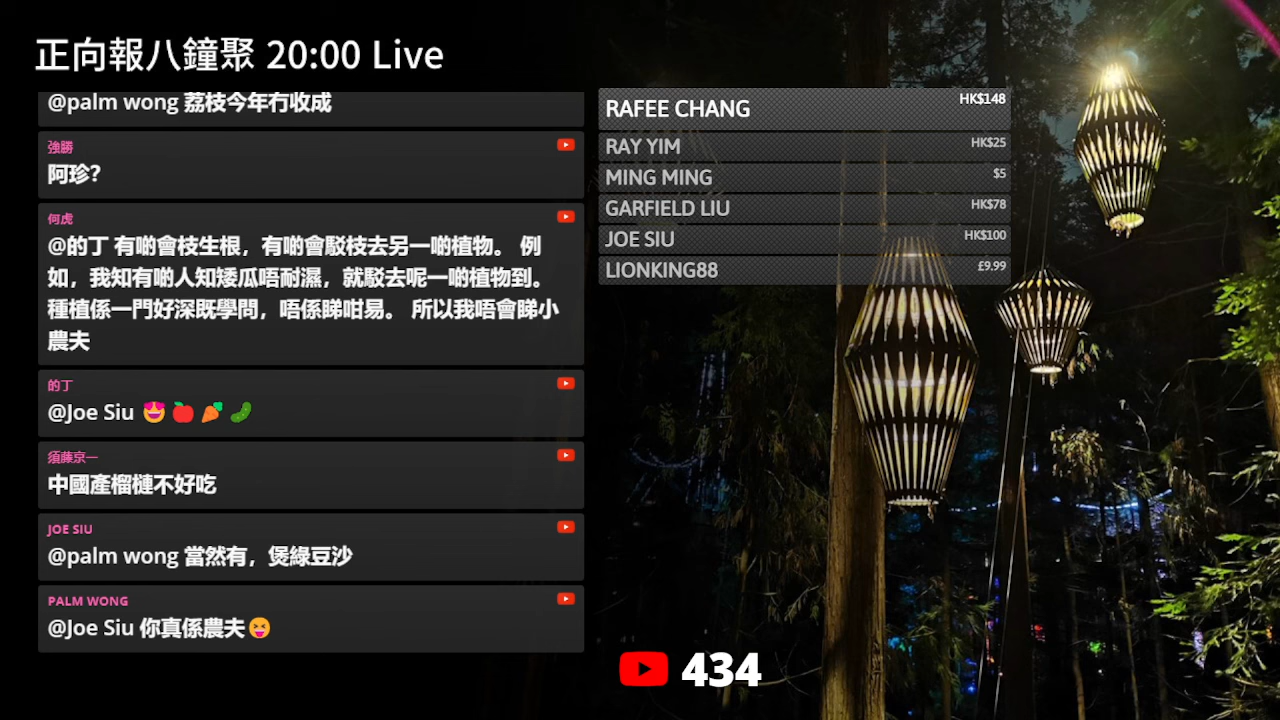 正向報八鐘聚 20:00 Live
@palm wong 荔枝今年冇收成
強勝
阿珍?
何虎
@的丁 有啲會枝生根，有啲會駁枝去另一啲植物。 例
如，我知有啲人知矮瓜唔耐濕，就駁去呢一啲植物到。
種植係一門好深既學問，唔係睇咁易。 所以我唔會睇小
農夫
的丁
@Joe Siu 😍🍎🥕🥒
須藤京一
中國產榴槤不好吃
JOE SIU
@palm wong 當然有，煲綠豆沙
PALM WONG
@Joe Siu 你真係農夫😝
RAFEE CHANG HK$148
RAY YIM HK$25
MING MING $5
GARFIELD LIU HK$78
JOE SIU HK$100
LIONKING88 £9.99
434